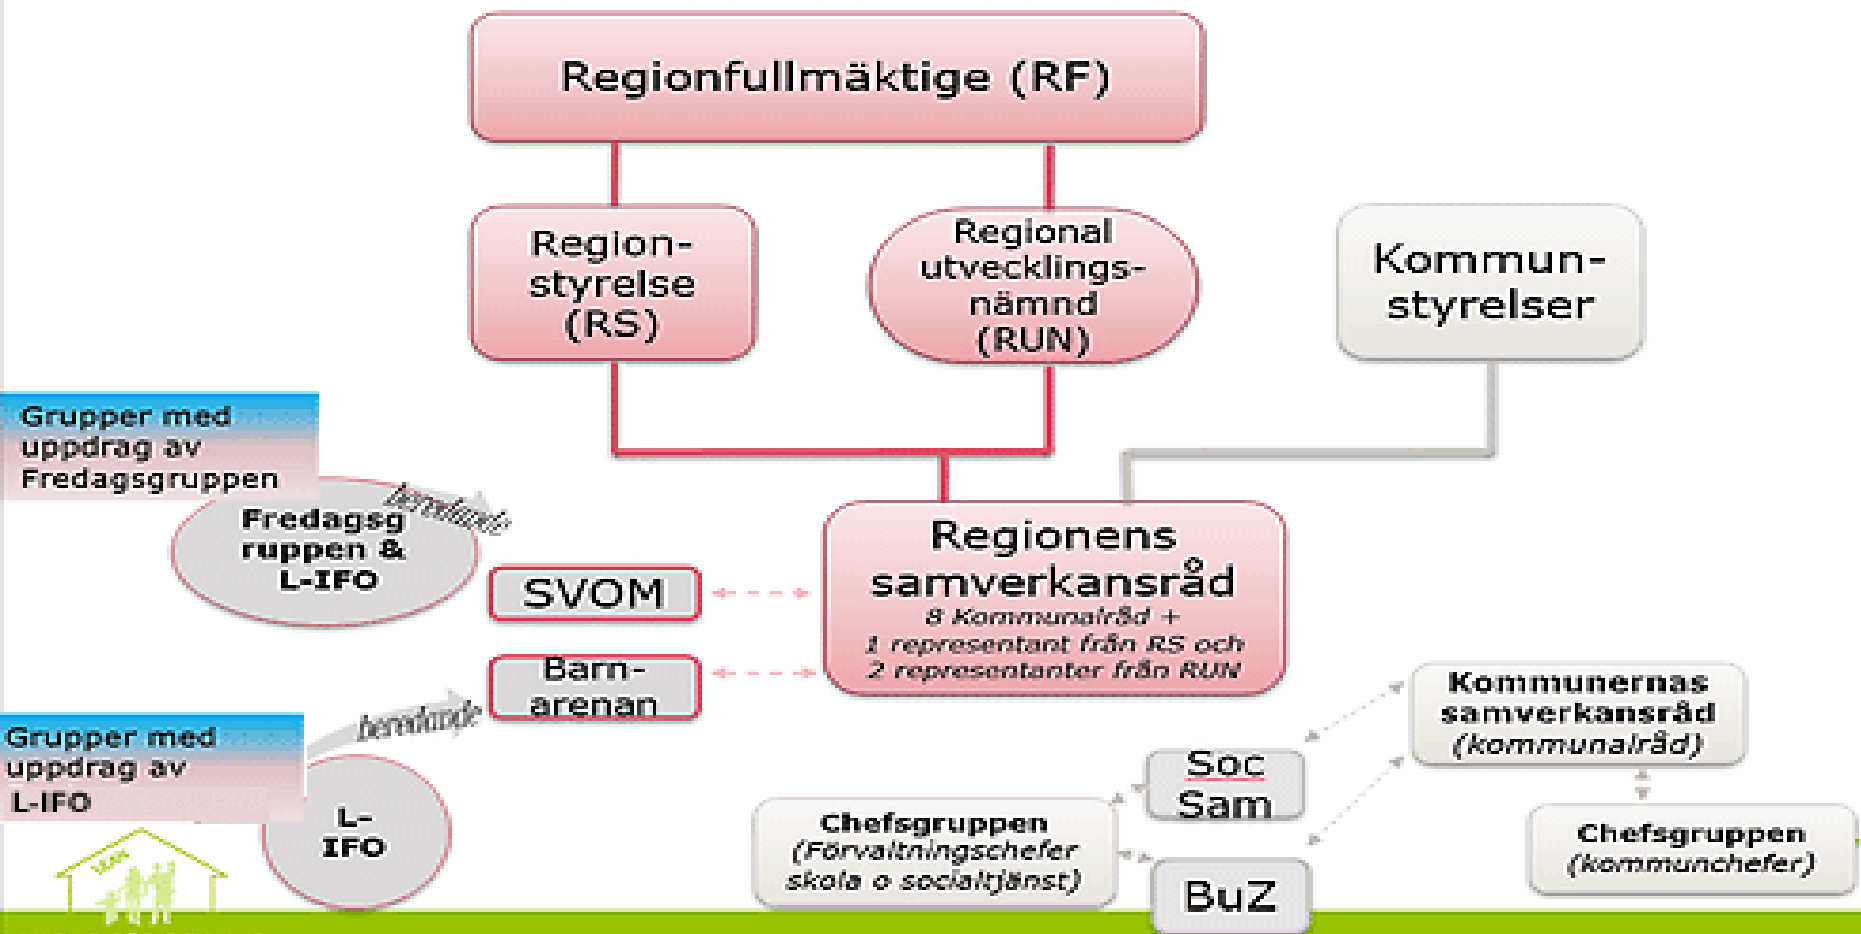 Regionfullmäktige (RF)
Region-
styrelse
(RS)
Regional
utvecklings-
nämnd
(RUN)
Kommun-
styrelser
Grupper med
uppdrag av
Fredagsgruppen
beredande
Fredagsg
ruppen &
L-IFO
SVOM
Regionens
samverkansråd
8 Kommunalråd +
1 representant från RS och
2 representanter från RUN
Barn-
arenan
beredande
Grupper med
uppdrag av
L-IFO
L-
IFO
Kommunernas
samverkansråd
(kommunalråd)
Soc
Sam
Chefsgruppen
(Förvaltningschefer
skola o socialtjänst)
BuZ
Chefsgruppen
(kommunchefer)